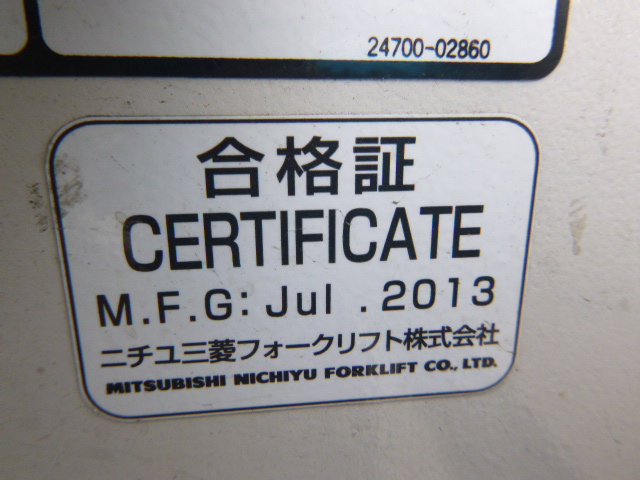 24700-02860
合格証
CERTIFICATE
M.F.G: Jul .2013
ニチユ三菱フォークリフト株式会社
MITSUBISHI NICHIYU FORKLIFT CO., LTD.